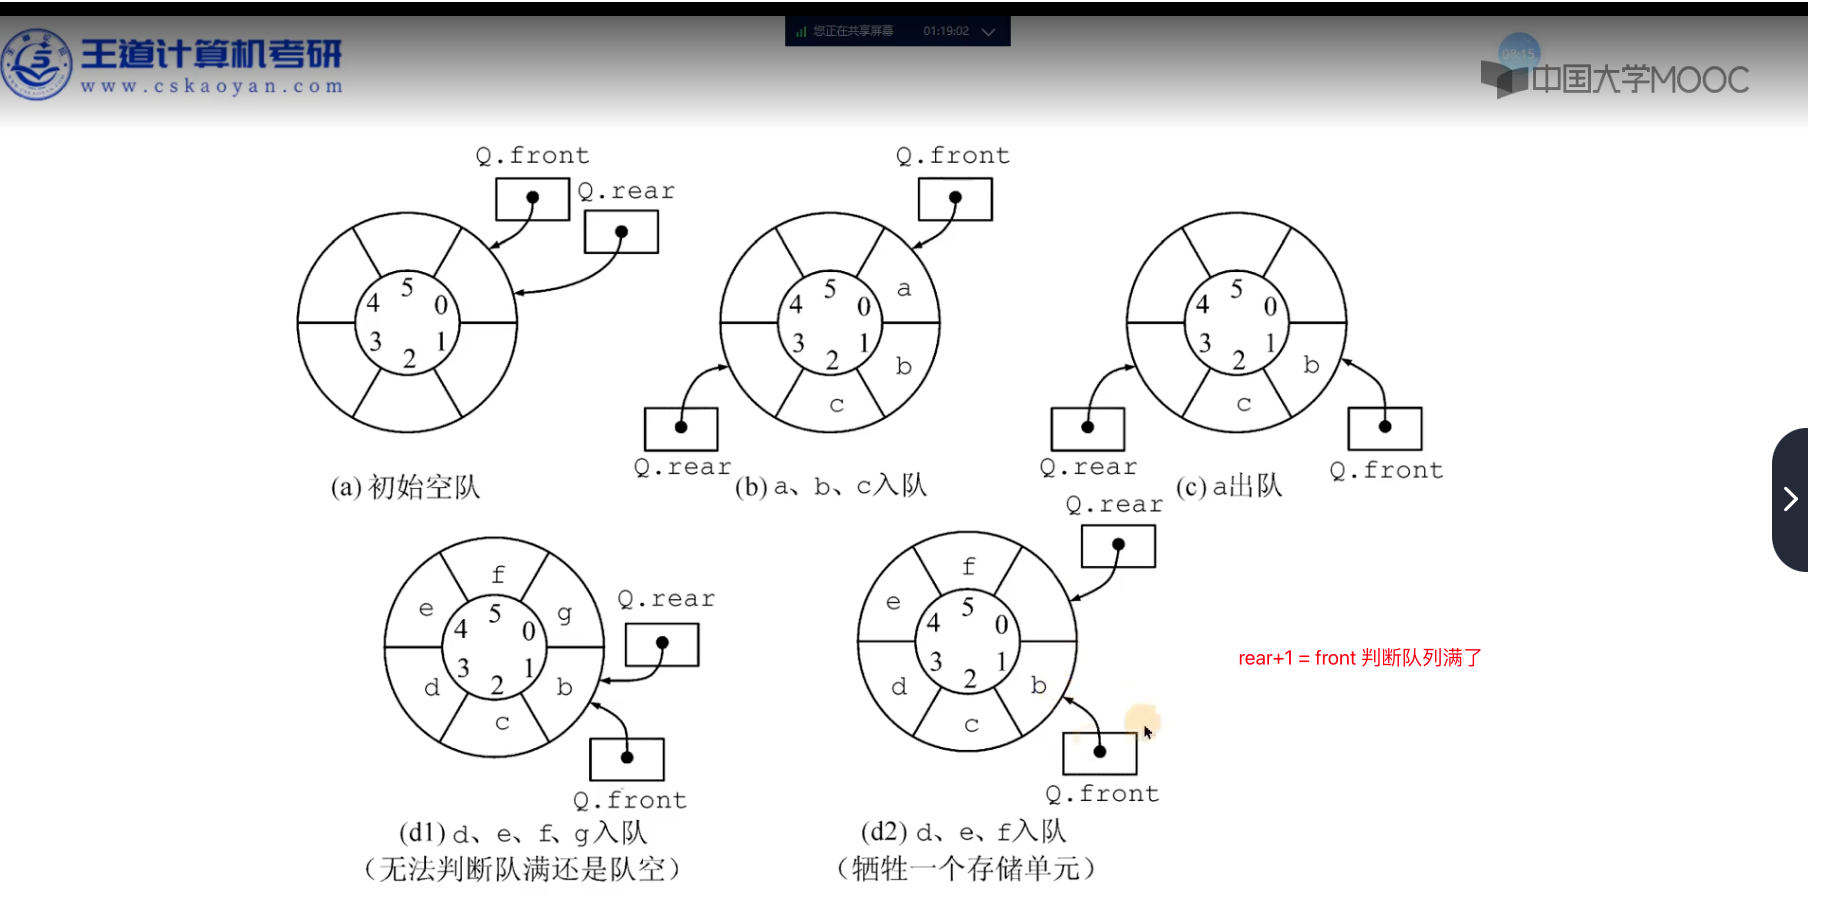 您正在共享屏幕 01:19:02
王道计算机考研
www.cskaoyan.com
08:15
中国大学MOOC
Q.front
Q.rear
5
4 0
3 1
2
(a) 初始空队
Q.front
a
5
4 0
3 1
2
b
c
Q.rear
(b) a、b、c入队
5
4 0
3 1
2
b
c
Q.rear
Q.front
(c) a出队
f
e g
5
4 0
3 1
2
d b
c
Q.rear
Q.front
(d1) d、e、f、g入队
（无法判断队满还是队空）
Q.rear
f
e
5
4 0
3 1
2
d b
c
Q.front
(d2) d、e、f入队
（牺牲一个存储单元）
rear+1 = front 判断队列满了